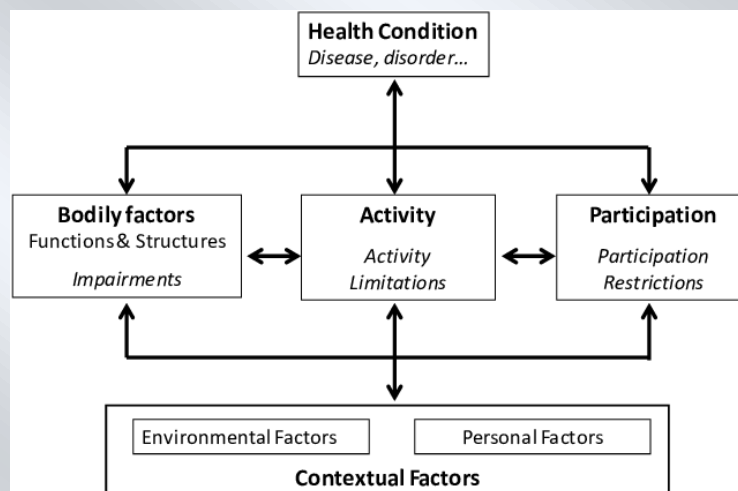 Health Condition
Disease, disorder...
Bodily factors
Functions & Structures
Impairments
Activity
Activity
Limitations
Participation
Participation
Restrictions
Environmental Factors
Personal Factors
Contextual Factors